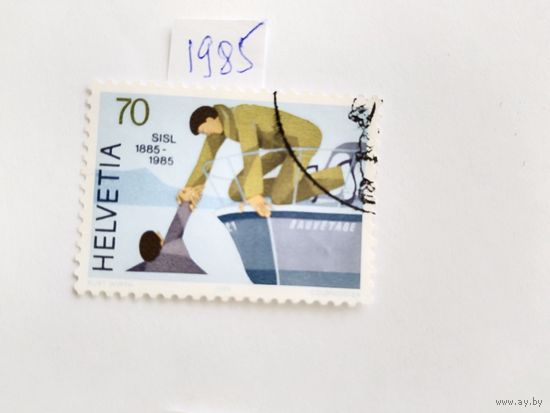 1985
70
SISL
1885-
1985
HELVETIA
SAUVETAGE
www.ay.by